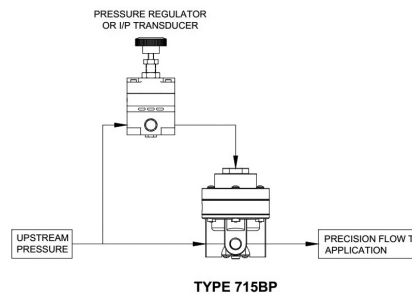 PRESSURE REGULATOR
OR I/P TRANSDUCER
UPSTREAM
PRESSURE
PRECISION FLOW T
APPLICATION
TYPE 715BP